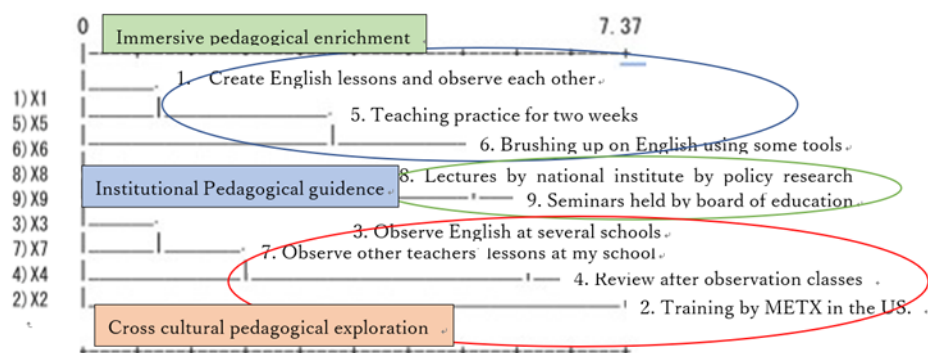 0 7.37
Immersive pedagogical enrichment
1. Create English lessons and observe each other
1) X1
5. Teaching practice for two weeks
5) X5
6. Brushing up on English using some tools
6) X6
8. Lectures by national institute by policy research
8) X8
Institutional Pedagogical guidence
9. Seminars held by board of education
9) X9
3. Observe English at several schools
3) X3
7. Observe other teachers' lessons at my school
7) X7
4. Review after observation classes
4) X4
2. Training by METX in the US.
2) X2
Cross cultural pedagogical exploration